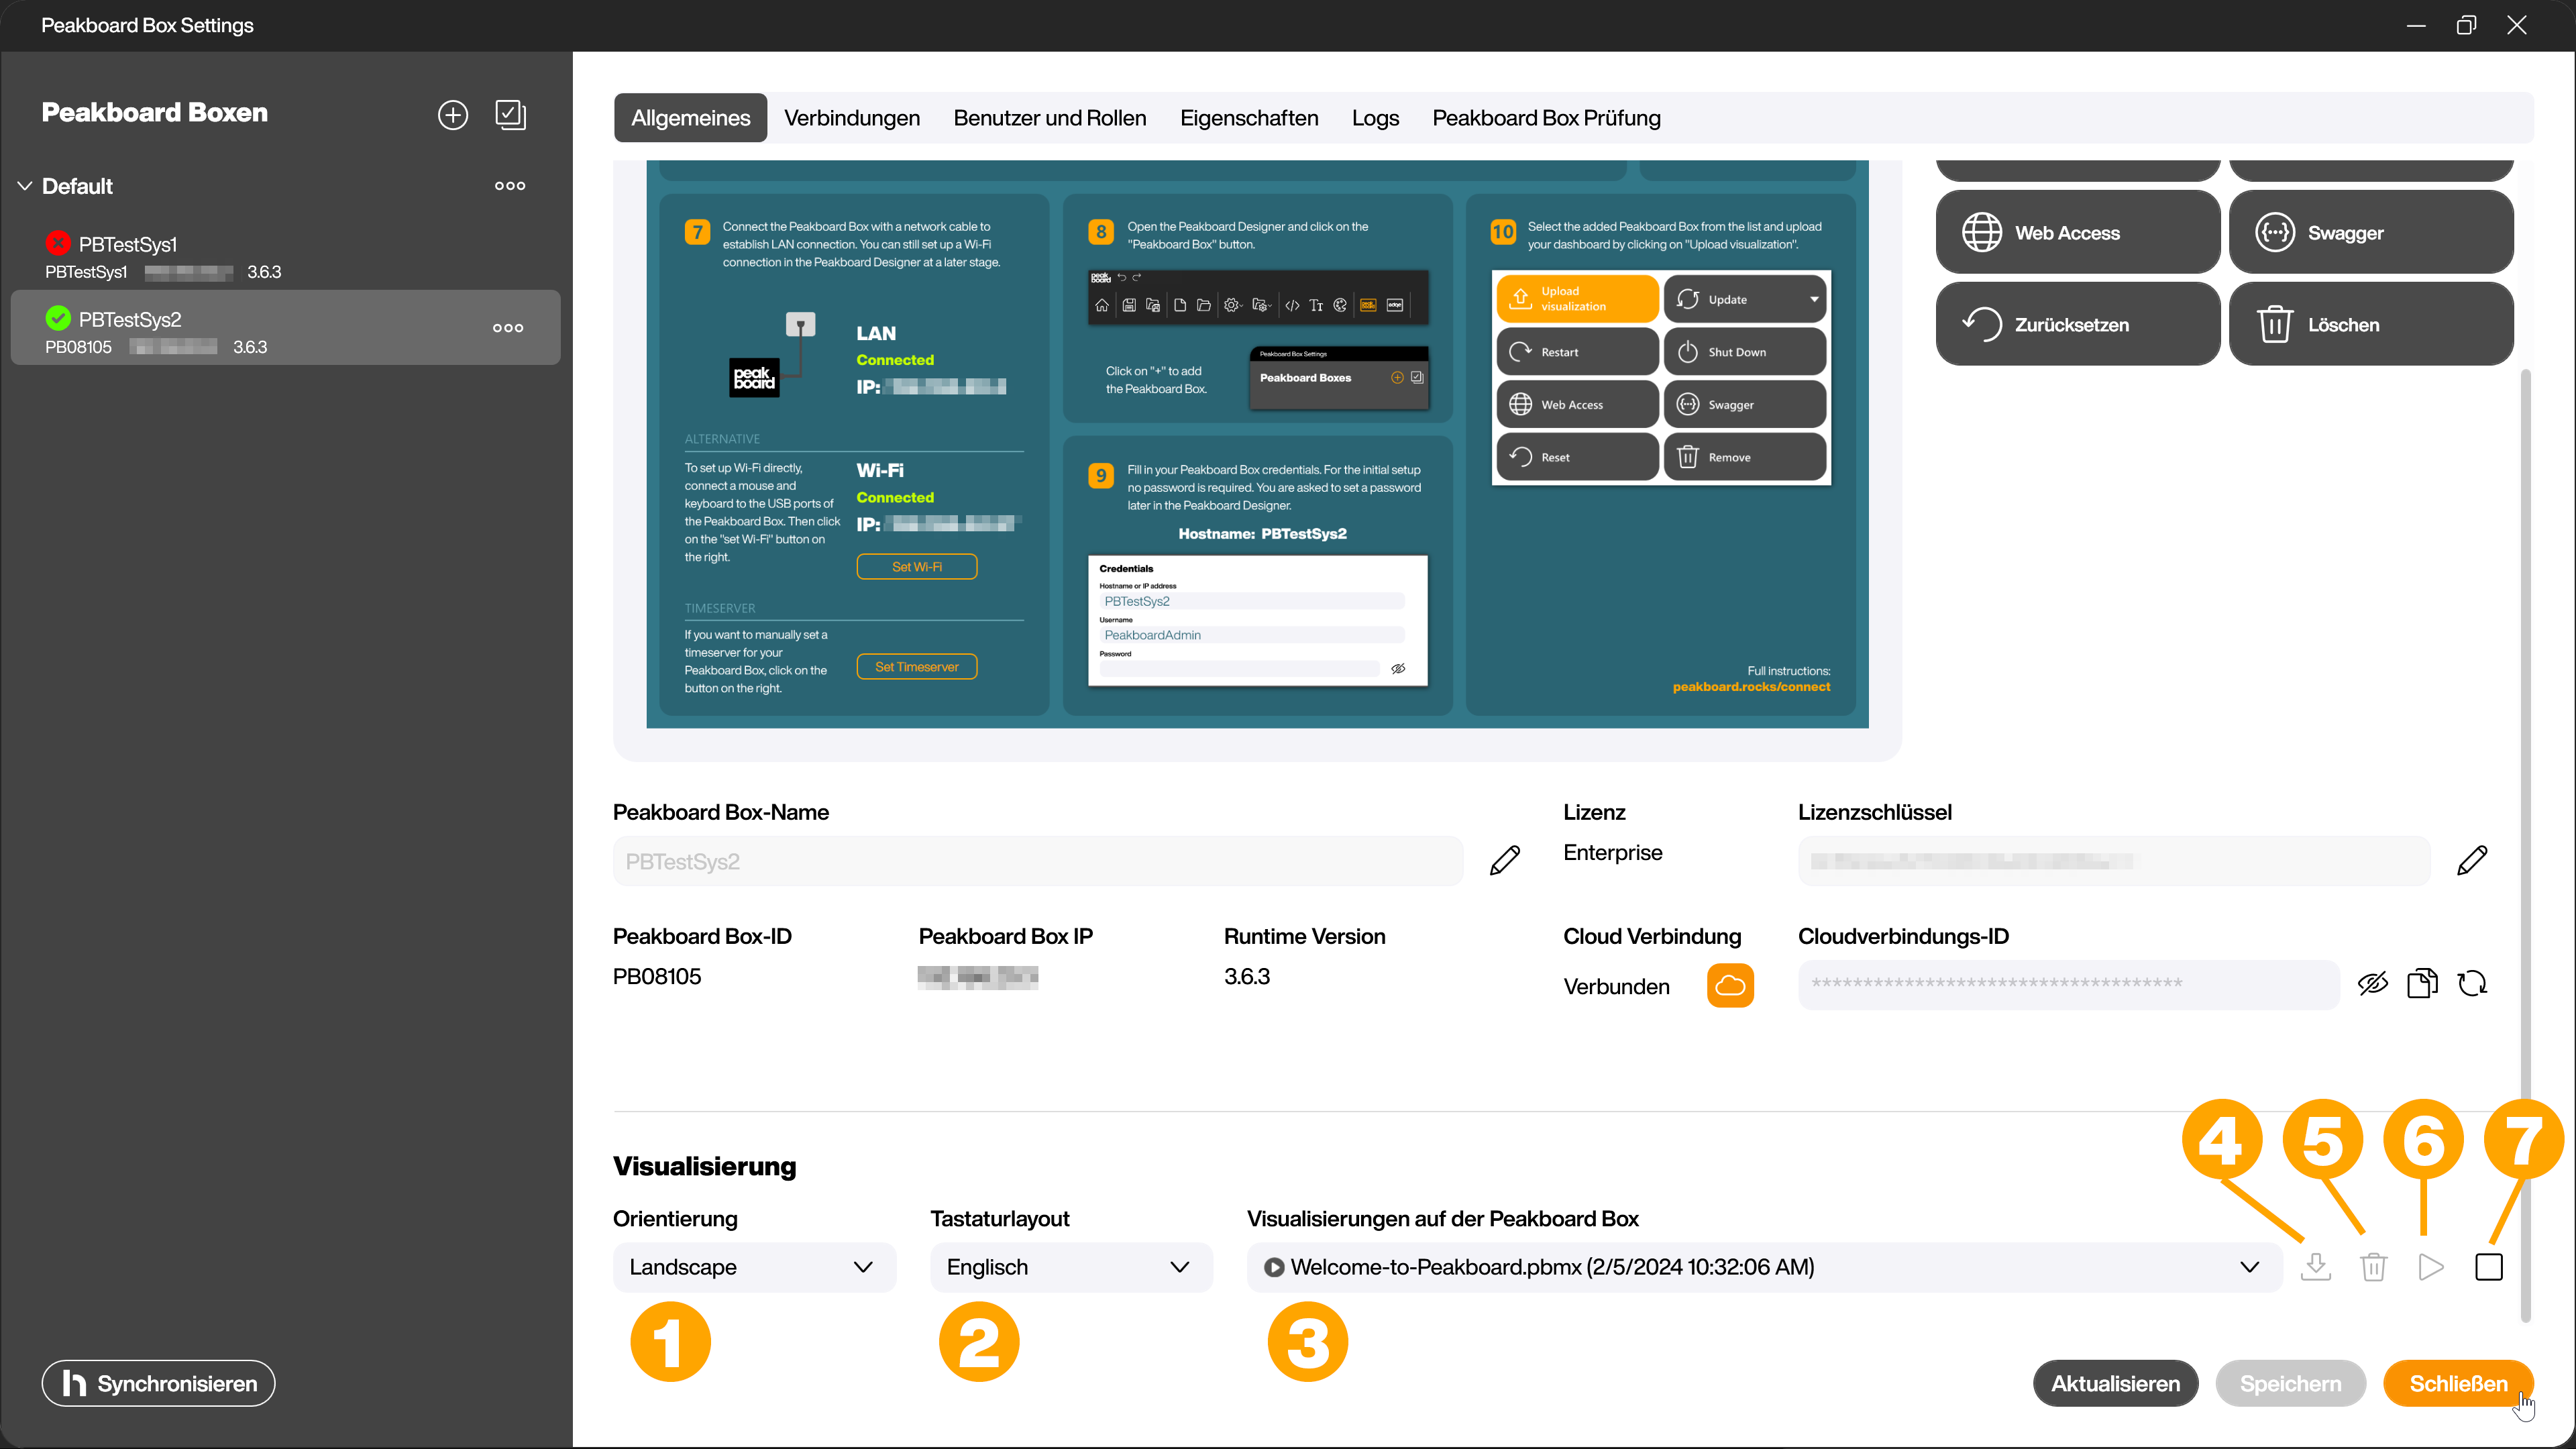 Peakboard Box Settings
Peakboard Boxen
Default
PBTestSys1
PBTestSys1 3.6.3
PBTestSys2
PB08105 3.6.3
Synchronisieren
Allgemeines Verbindungen Benutzer und Rollen Eigenschaften Logs Peakboard Box Prüfung
7
Connect the Peakboard Box with a network cable to
establish LAN connection. You can still set up a Wi-Fi
connection in the Peakboard Designer at a later stage.
peak
board
LAN
Connected
IP:
ALTERNATIVE
To set up Wi-Fi directly,
connect a mouse and
keyboard to the USB ports of
the Peakboard Box. Then click
on the "set Wi-Fi" button on
the right.
Wi-Fi
Connected
IP:
Set Wi-Fi
TIMESERVER
If you want to manually set a
timeserver for your
Peakboard Box, click on the
button on the right.
Set Timeserver
8
Open the Peakboard Designer and click on the
"Peakboard Box" button.
peak
board
Click on "+" to add
the Peakboard Box.
Peakboard Box Settings
Peakboard Boxes
9
Fill in your Peakboard Box credentials. For the initial setup
no password is required. You are asked to set a password
later in the Peakboard Designer.
Hostname: PBTestSys2
Credentials
Hostname or IP address
PBTestSys2
Username
PeakboardAdmin
Password
10
Select the added Peakboard Box from the list and upload
your dashboard by clicking on "Upload visualization".
Upload
visualization
Update
Restart
Shut Down
Web Access
Swagger
Reset
Remove
Full instructions:
peakboard.rocks/connect
Web Access
Swagger
Zurücksetzen
Löschen
Peakboard Box-Name
PBTestSys2
Lizenz
Enterprise
Lizenzschlüssel
Peakboard Box-ID
PB08105
Peakboard Box IP
Runtime Version
3.6.3
Cloud Verbindung
Verbunden
Cloudverbindungs-ID
************************************
4 5 6 7
Visualisierung
Orientierung
Landscape
Tastaturlayout
Englisch
Visualisierungen auf der Peakboard Box
Welcome-to-Peakboard.pbmx (2/5/2024 10:32:06 AM)
1 2 3
Aktualisieren
Speichern
Schließen